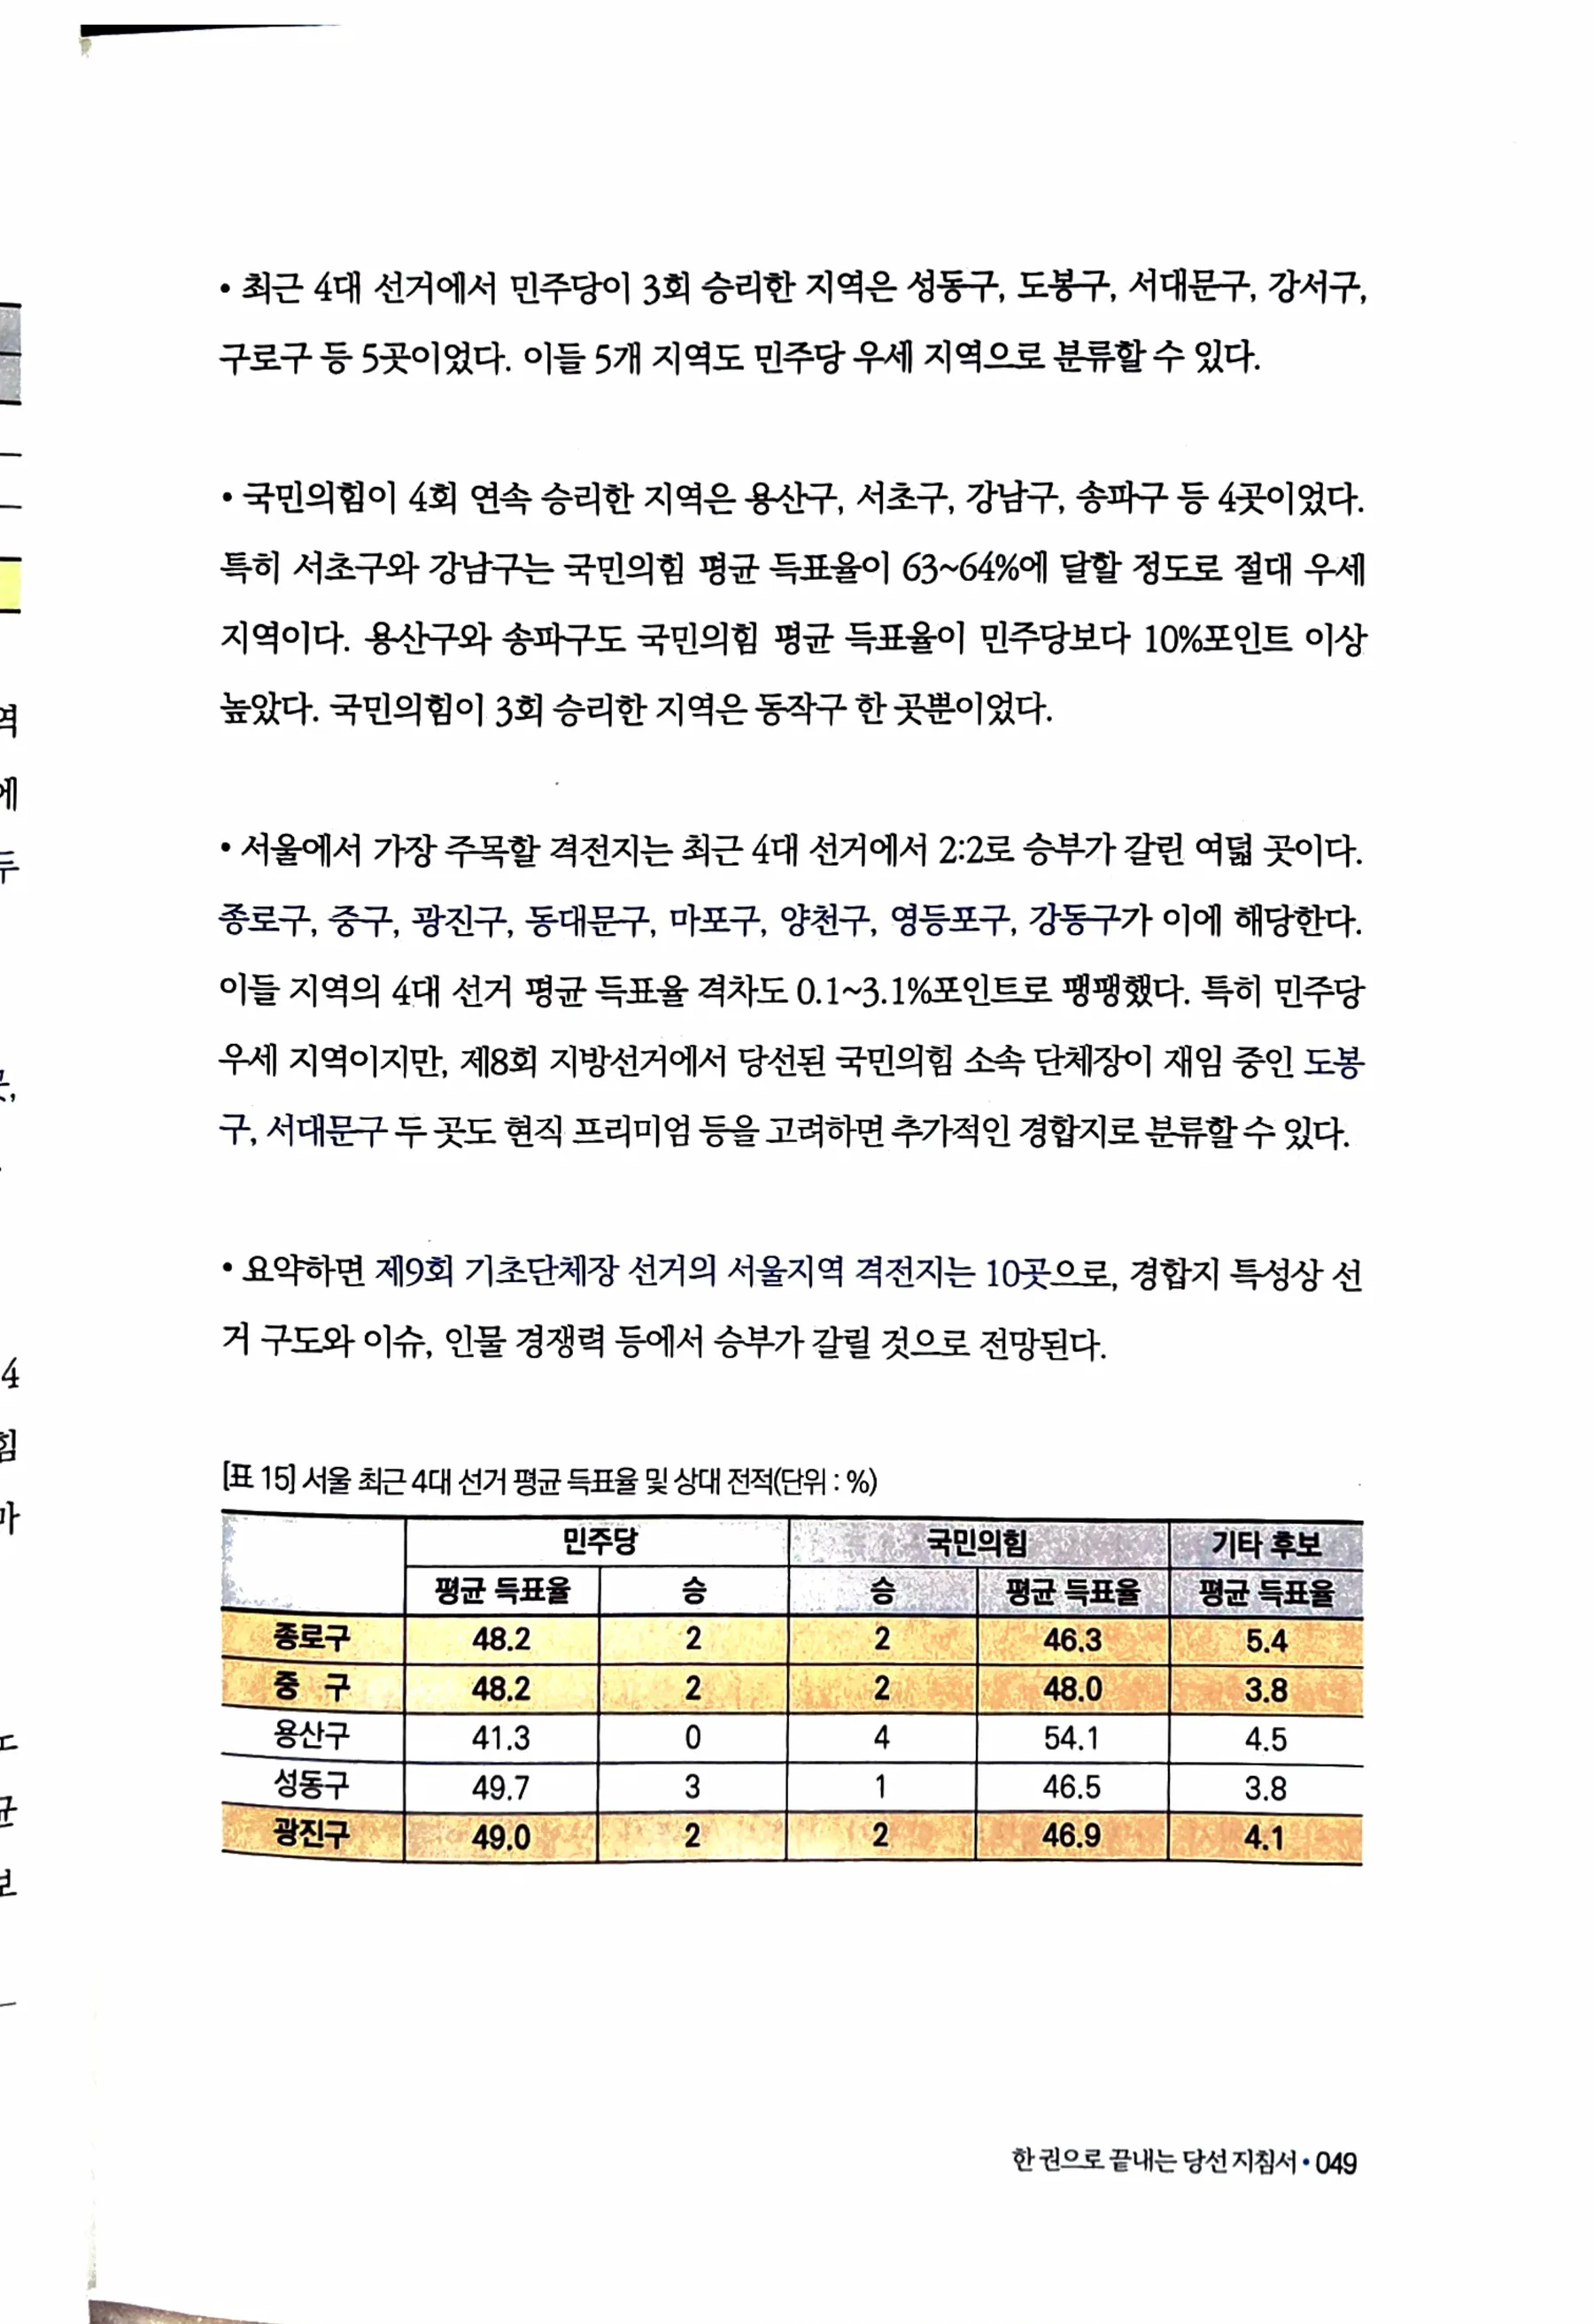 • 최근 4대 선거에서 민주당이 3회 승리한 지역은 성동구, 도봉구, 서대문구, 강서구,
구로구 등 5곳이었다. 이들 5개 지역도 민주당 우세 지역으로 분류할 수 있다.
• 국민의힘이 4회 연속 승리한 지역은 용산구, 서초구, 강남구, 송파구 등 4곳이었다.
특히 서초구와 강남구는 국민의힘 평균 득표율이 63~64%에 달할 정도로 절대 우세
지역이다. 용산구와 송파구도 국민의힘 평균 득표율이 민주당보다 10%포인트 이상
높았다. 국민의힘이 3회 승리한 지역은 동작구 한 곳뿐이었다.
• 서울에서 가장 주목할 격전지는 최근 4대 선거에서 2:2로 승부가 갈린 여덟 곳이다.
종로구, 중구, 광진구, 동대문구, 마포구, 양천구, 영등포구, 강동구가 이에 해당한다.
이들 지역의 4대 선거 평균 득표율 격차도 0.1~3.1%포인트로 팽팽했다. 특히 민주당
우세 지역이지만, 제8회 지방선거에서 당선된 국민의힘 소속 단체장이 재임 중인 도봉
구, 서대문구 두 곳도 현직 프리미엄 등을 고려하면 추가적인 경합지로 분류할 수 있다.
• 요약하면 제9회 기초단체장 선거의 서울지역 격전지는 10곳으로, 경합지 특성상 선
거 구도와 이슈, 인물 경쟁력 등에서 승부가 갈릴 것으로 전망된다.
[표 15] 서울 최근 4대 선거 평균 득표율 및 상대 전적(단위 : %)
민주당 국민의힘 기타 후보
평균 득표율 승 승 평균 득표율 평균 득표율
종로구 48.2 2 2 46.3 5.4
중 구 48.2 2 2 48.0 3.8
용산구 41.3 0 4 54.1 4.5
성동구 49.7 3 1 46.5 3.8
광진구 49.0 2 2 46.9 4.1
한 권으로 끝내는 당선 지침서 • 049